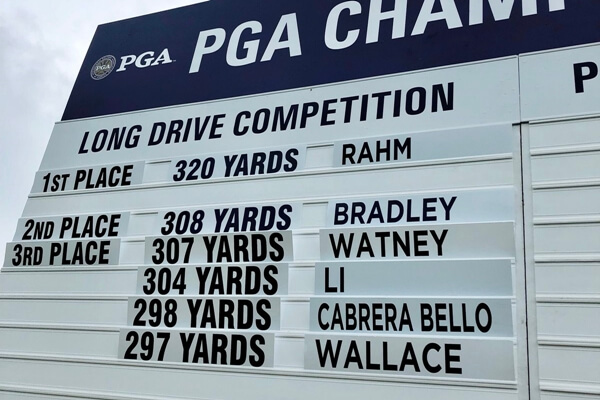 PGA PGA CHAM
LONG DRIVE COMPETITION P
1ST PLACE 320 YARDS RAHM
2ND PLACE 308 YARDS BRADLEY
3RD PLACE 307 YARDS WATNEY
304 YARDS LI
298 YARDS CABRERA BELLO
297 YARDS WALLACE